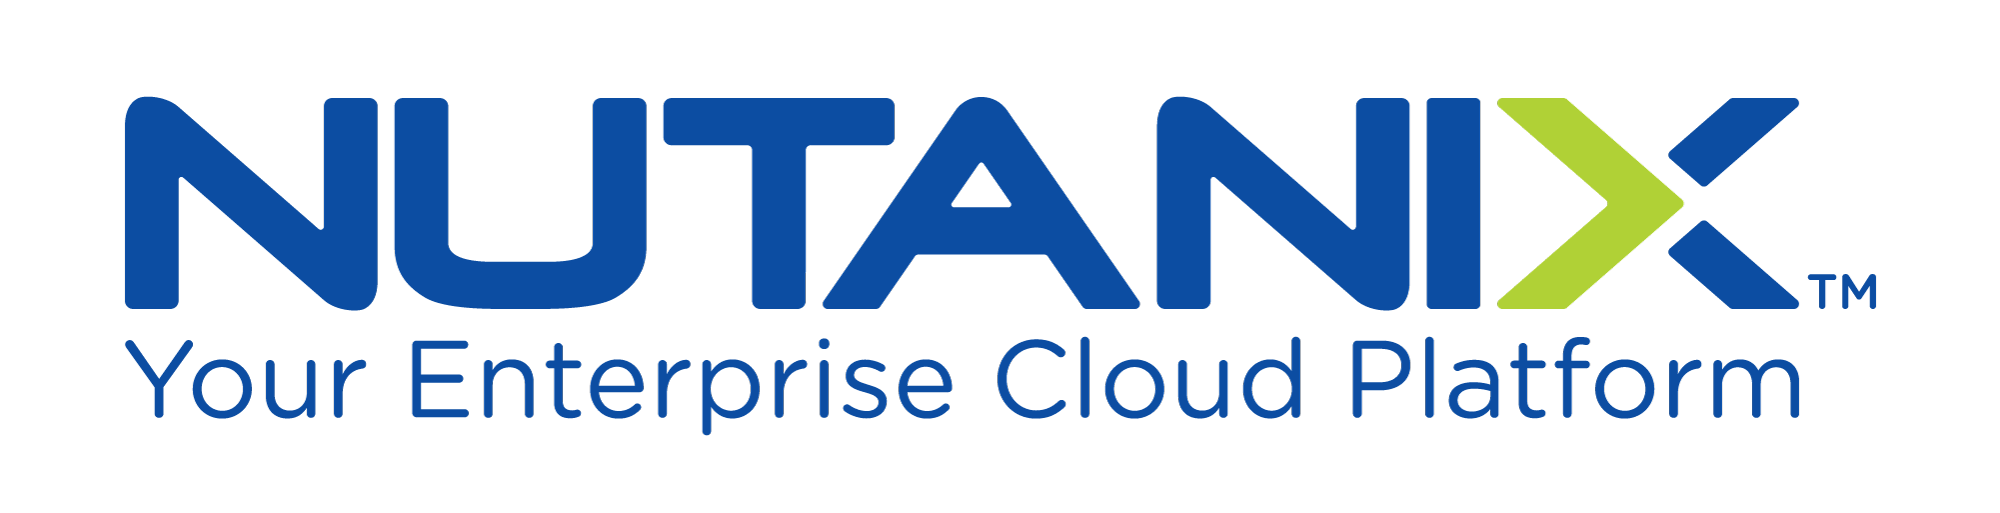 NUTANIX™
Your Enterprise Cloud Platform